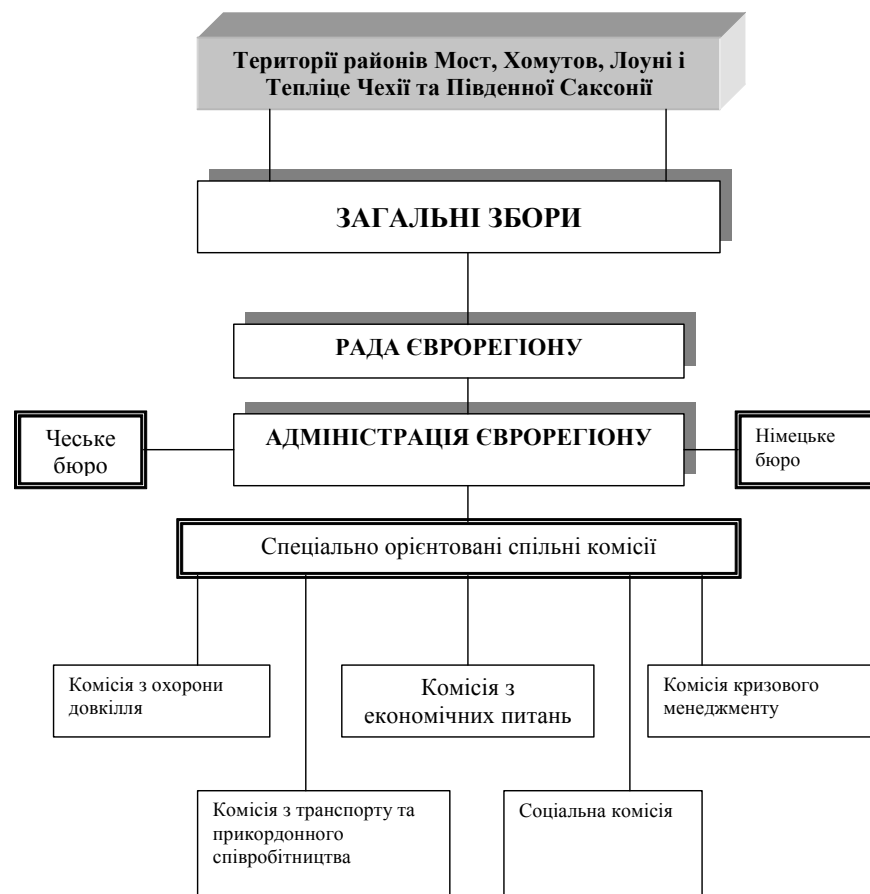 Території районів Мост, Хомутов, Лоуні і
Тепліце Чехії та Південної Саксонії
ЗАГАЛЬНІ ЗБОРИ
РАДА ЄВРОРЕГІОНУ
Чеське
бюро
АДМІНІСТРАЦІЯ ЄВРОРЕГІОНУ
Німецьке
бюро
Спеціально орієнтовані спільні комісії
Комісія з охорони
довкілля
Комісія з
економічних питань
Комісія кризового
менеджменту
Комісія з транспорту та
прикордонного
співробітництва
Соціальна комісія